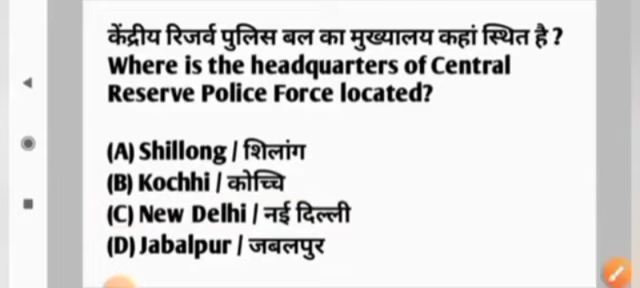 केंद्रीय रिजर्व पुलिस बल का मुख्यालय कहां स्थित है ?
Where is the headquarters of Central
Reserve Police Force located?
(A) Shillong / शिलांग
(B) Kochhi / कोच्चि
(C) New Delhi / नई दिल्ली
(D) Jabalpur / जबलपुर